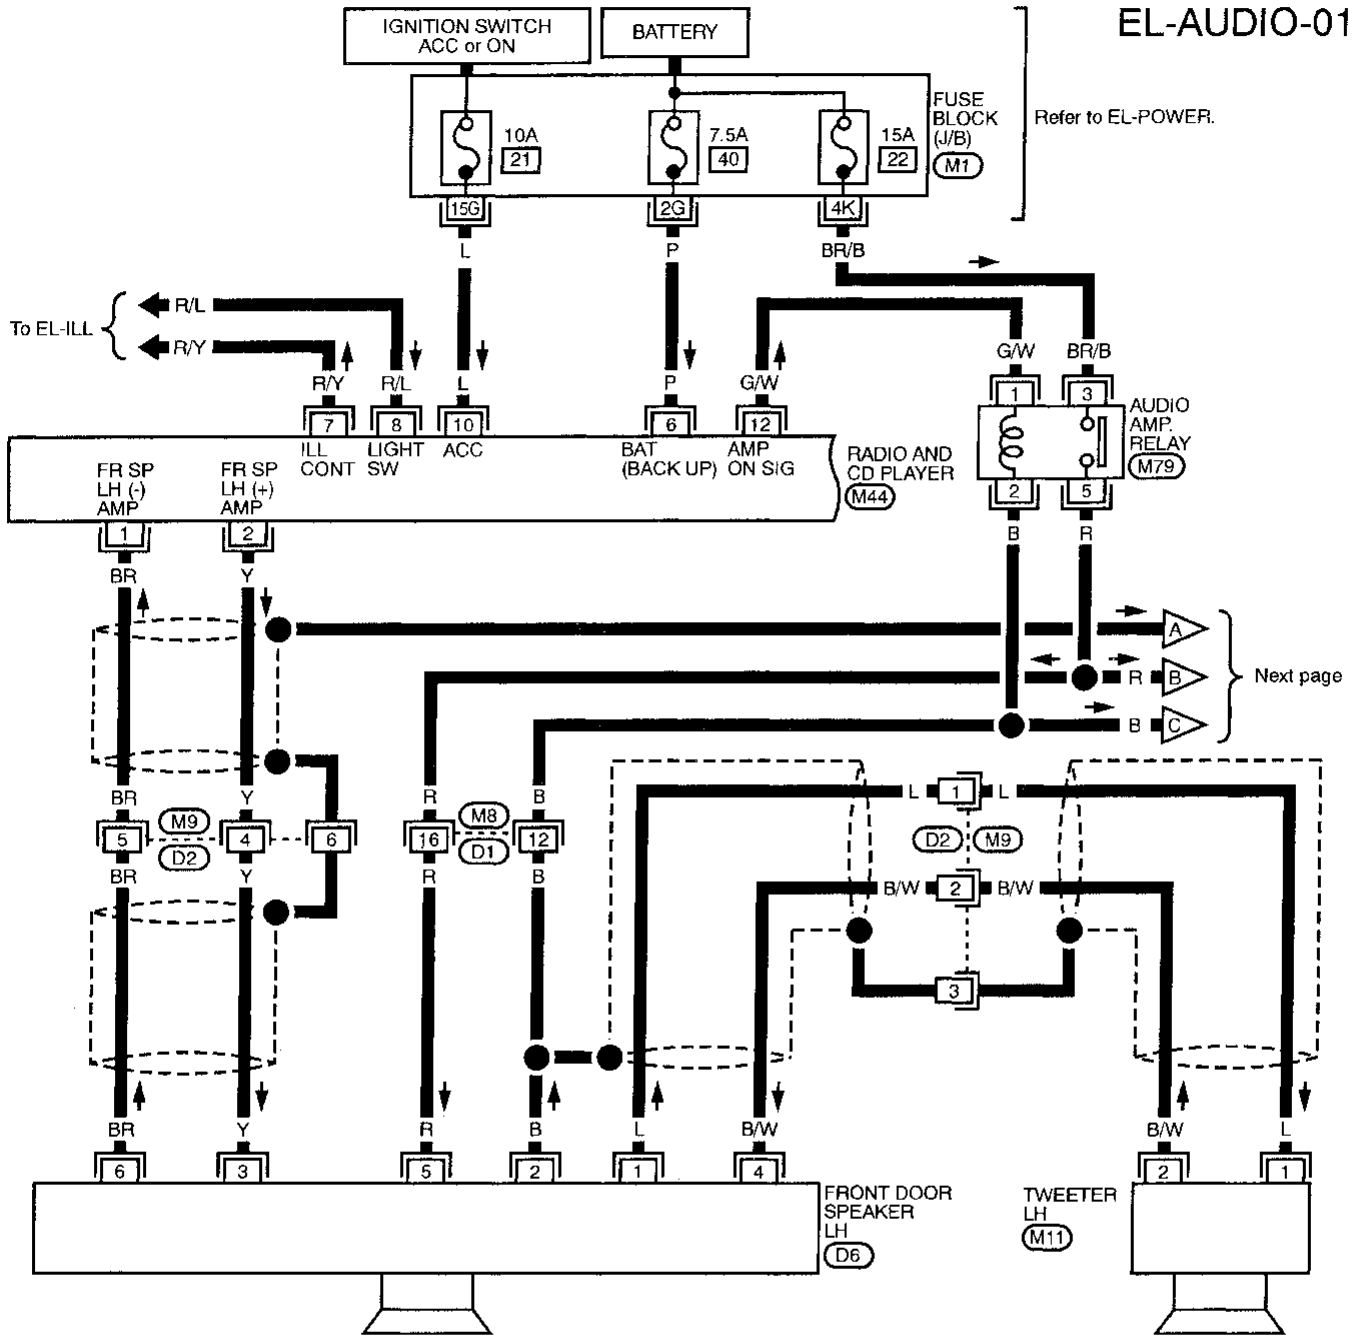 EL-AUDIO-01
IGNITION SWITCH
ACC or ON
BATTERY
10A
21
7.5A
40
15A
22
FUSE
BLOCK
(J/B)
M1
Refer to EL-POWER.
15G
2G
4K
L
P
BR/B
To EL-ILL
R/L
R/Y
R/Y
R/L
L
P
G/W
G/W
BR/B
7
8
10
6
12
1
3
ILL
CONT
LIGHT
SW
ACC
BAT
(BACK UP)
AMP
ON SIG
RADIO AND
CD PLAYER
M44
AUDIO
AMP.
RELAY
M79
FR SP
LH (-)
AMP
FR SP
LH (+)
AMP
1
2
2
5
BR
Y
B
R
A
R
B
B
C
Next page
BR
Y
R
B
L
1
L
5
M9
D2
4
6
16
M8
D1
12
D2
M9
BR
Y
R
B
B/W
2
B/W
3
BR
Y
R
B
L
B/W
B/W
L
6
3
5
2
1
4
2
1
FRONT DOOR
SPEAKER
LH
D6
TWEETER
LH
M11